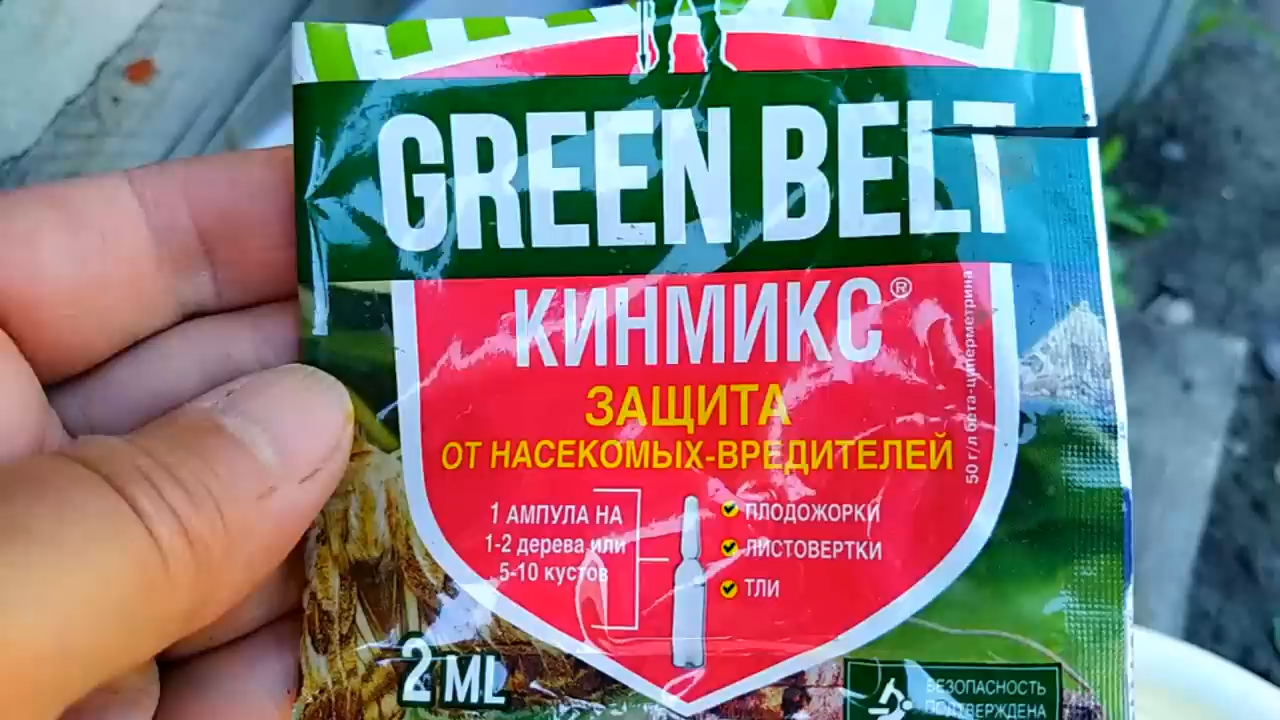 GREEN BELT
КИНМИКС®
ЗАЩИТА
ОТ НАСЕКОМЫХ-ВРЕДИТЕЛЕЙ
50 г/л бета-циперметрина
1 АМПУЛА НА
1-2 дерева или
5-10 кустов
ПЛОДОЖОРКИ
ЛИСТОВЕРТКИ
ТЛИ
2 ML
БЕЗОПАСНОСТЬ
ПОДТВЕРЖДЕНА